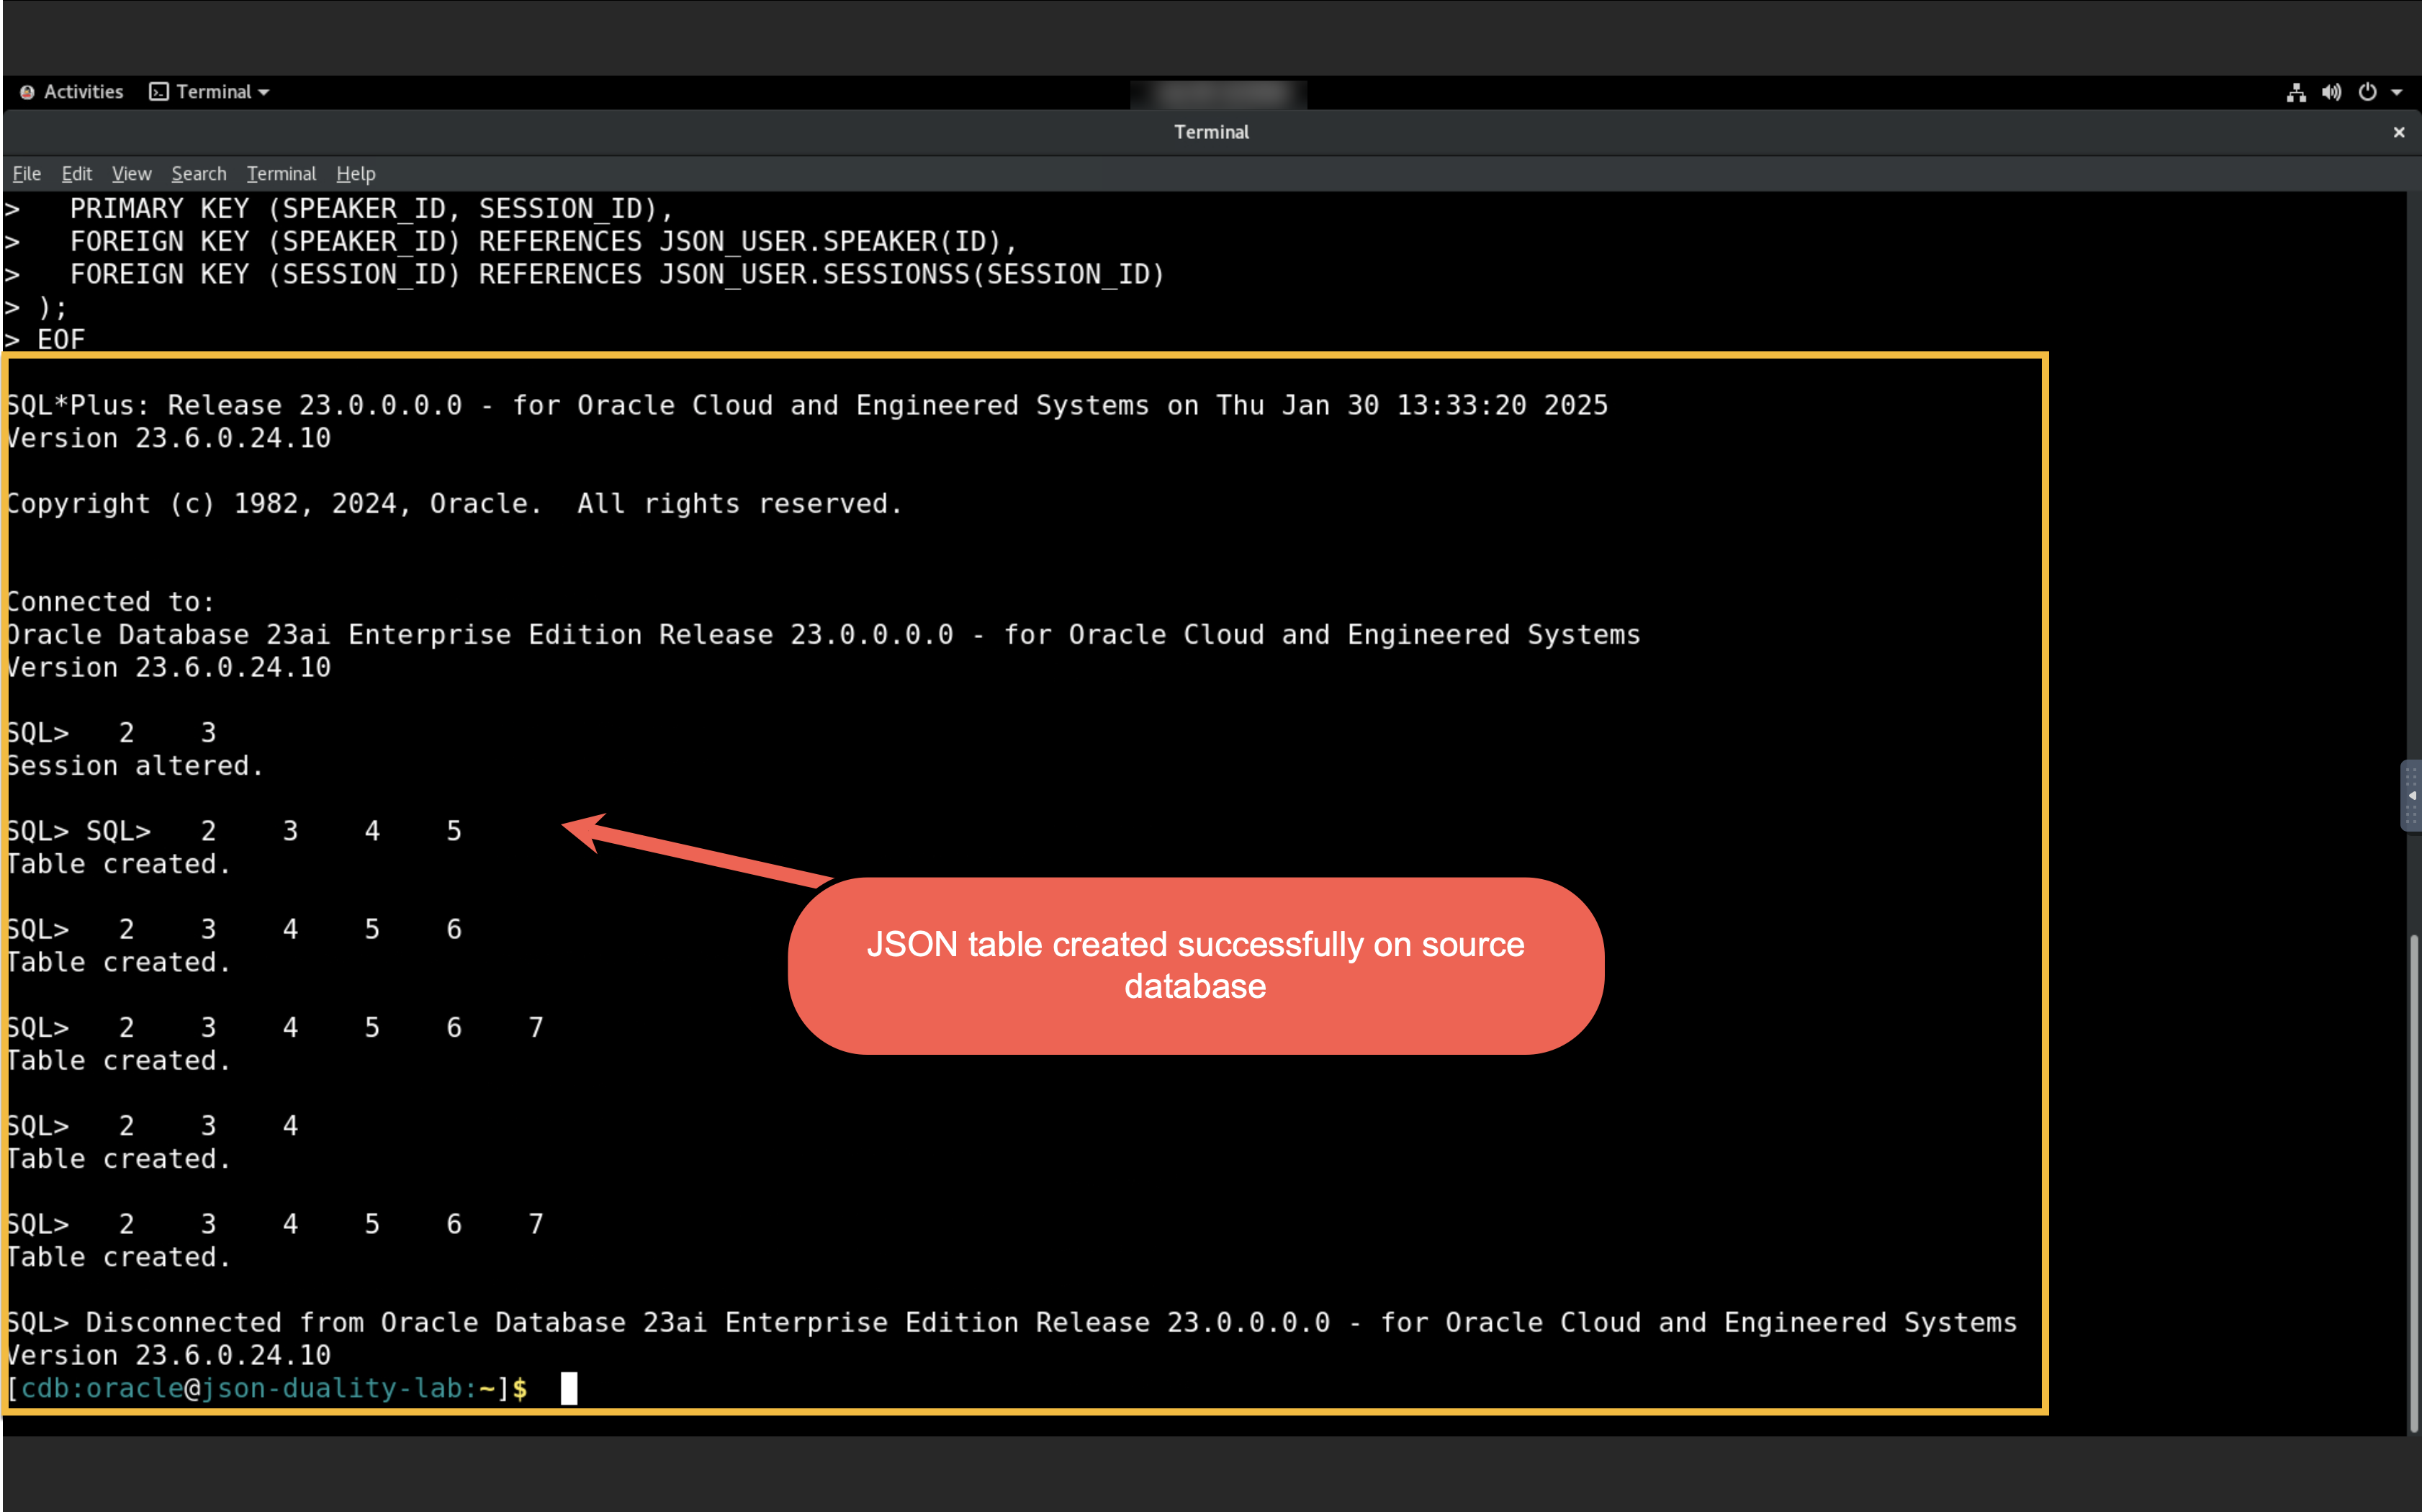 Activities Terminal
Terminal
File Edit View Search Terminal Help
>   PRIMARY KEY (SPEAKER_ID, SESSION_ID),
>   FOREIGN KEY (SPEAKER_ID) REFERENCES JSON_USER.SPEAKER(ID),
>   FOREIGN KEY (SESSION_ID) REFERENCES JSON_USER.SESSIONSS(SESSION_ID)
> );
> EOF
SQL*Plus: Release 23.0.0.0.0 - for Oracle Cloud and Engineered Systems on Thu Jan 30 13:33:20 2025
Version 23.6.0.24.10
Copyright (c) 1982, 2024, Oracle.  All rights reserved.
Connected to:
Oracle Database 23ai Enterprise Edition Release 23.0.0.0.0 - for Oracle Cloud and Engineered Systems
Version 23.6.0.24.10
SQL>   2    3
Session altered.
SQL> SQL>   2    3    4    5
Table created.
SQL>   2    3    4    5    6
Table created.
JSON table created successfully on source
database
SQL>   2    3    4    5    6    7
Table created.
SQL>   2    3    4
Table created.
SQL>   2    3    4    5    6    7
Table created.
SQL> Disconnected from Oracle Database 23ai Enterprise Edition Release 23.0.0.0.0 - for Oracle Cloud and Engineered Systems
Version 23.6.0.24.10
[cdb:oracle@json-duality-lab:~]$